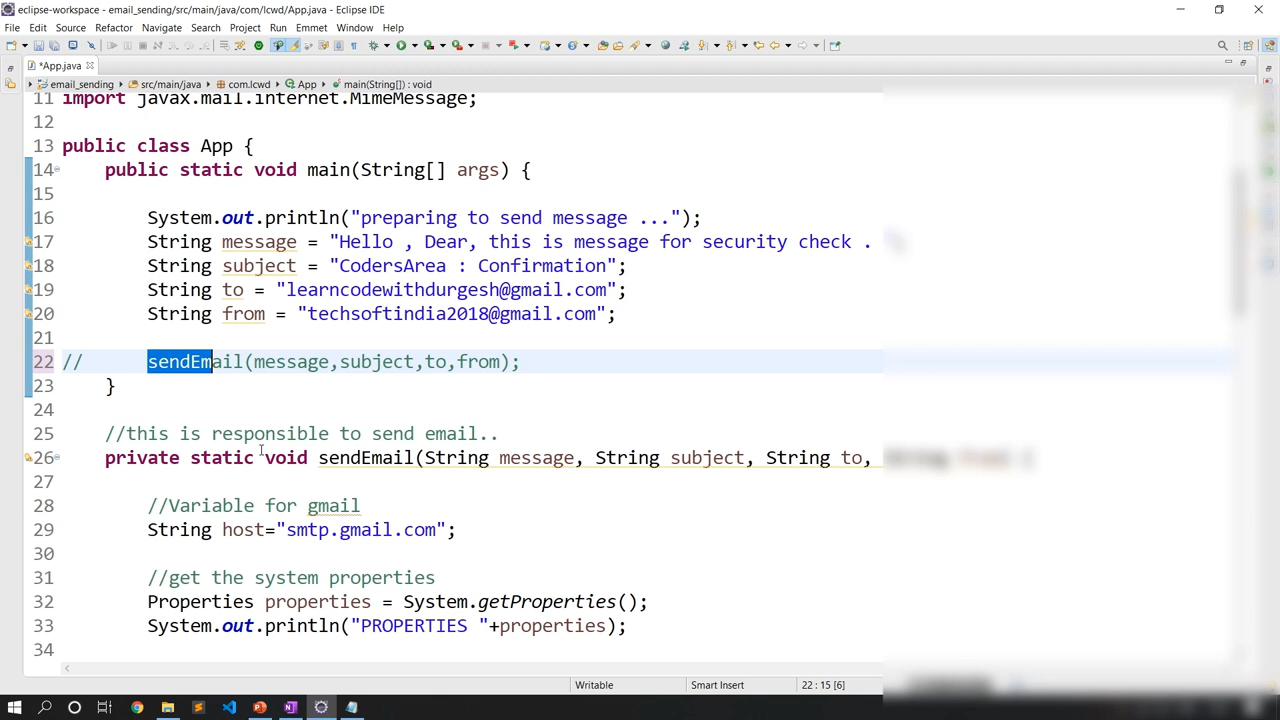 eclipse-workspace - email_sending/src/main/java/com/lcwd/App.java - Eclipse IDE
File Edit Source Refactor Navigate Search Project Run Emmet Window Help
*App.java
email_sending src/main/java com.lcwd App main(String[]) : void
11 import javax.mail.internet.MimeMessage;
12
13 public class App {
14 public static void main(String[] args) {
15
16 System.out.println("preparing to send message ...");
17 String message = "Hello , Dear, this is message for security check .
18 String subject = "CodersArea : Confirmation";
19 String to = "learncodewithdurgesh@gmail.com";
20 String from = "techsoftindia2018@gmail.com";
21
22 // sendEmail(message,subject,to,from);
23 }
24
25 //this is responsible to send email..
26 private static void sendEmail(String message, String subject, String to,
27
28 //Variable for gmail
29 String host="smtp.gmail.com";
30
31 //get the system properties
32 Properties properties = System.getProperties();
33 System.out.println("PROPERTIES "+properties);
34
Writable Smart Insert 22 : 15 [6]